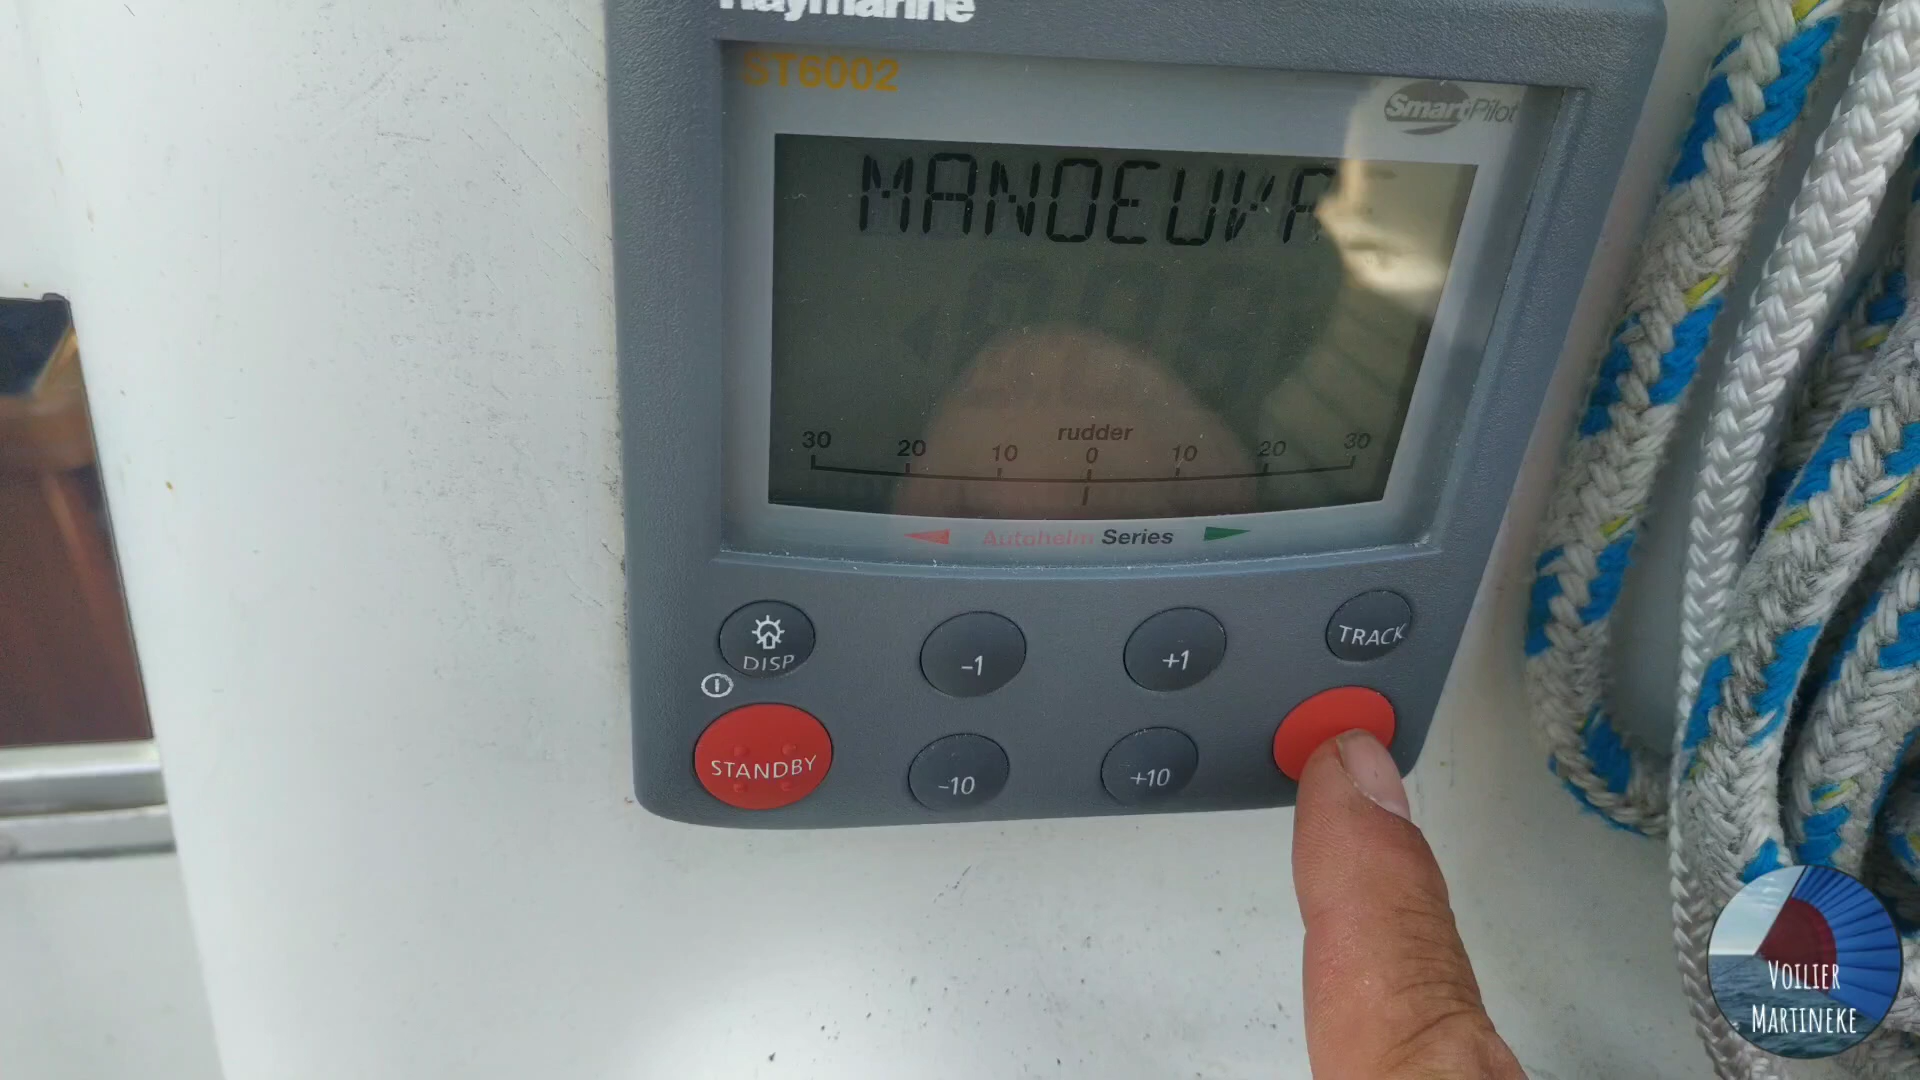 Raymarine
ST6002
SmartPilot
MANOEUVR
rudder
30 20 10 0 10 20 30
Autohelm Series
DISP
-1
+1
TRACK
STANDBY
-10
+10
VOILIER
MARTINEKE